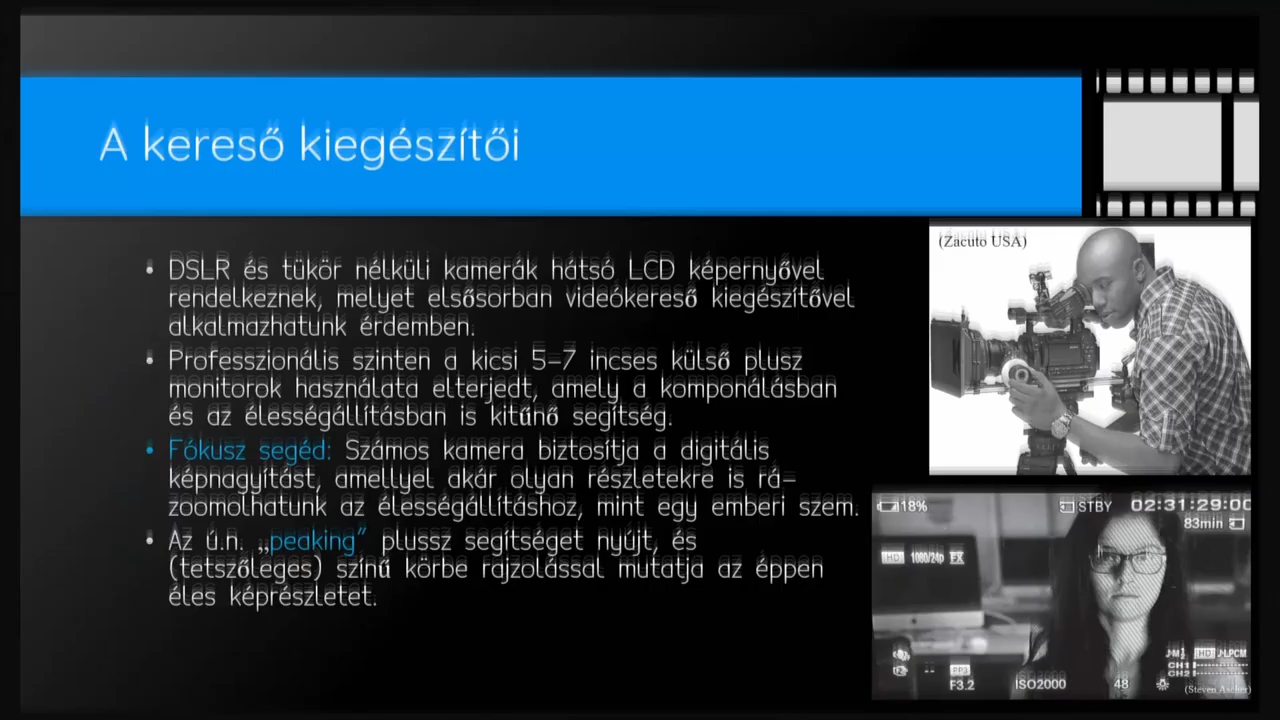 A kereső kiegészítői
• DSLR és tükör nélküli kamerák hátsó LCD képernyővel
rendelkeznek, melyet elsősorban videókereső kiegészítővel
alkalmazhatunk érdemben.
• Professzionális szinten a kicsi 5-7 incses külső plusz
monitorok használata elterjedt, amely a komponálásban
és az élességállításban is kitűnő segítség.
• Fókusz segéd: Számos kamera biztosítja a digitális
képnagyítást, amellyel akár olyan részletekre is rá-
zoomolhatunk az élességállításhoz, mint egy emberi szem.
• Az ú.n. „peaking” plussz segítséget nyújt, és
(tetszőleges) színű körbe rajzolással mutatja az éppen
éles képrészletet.
(Zacuto USA)
18% STBY 02:31:29:00
83min
HD 1080/24p FX
HD LPCM
CH1
CH2
PP3
F3.2 ISO2000 48
(Steven Ascher)